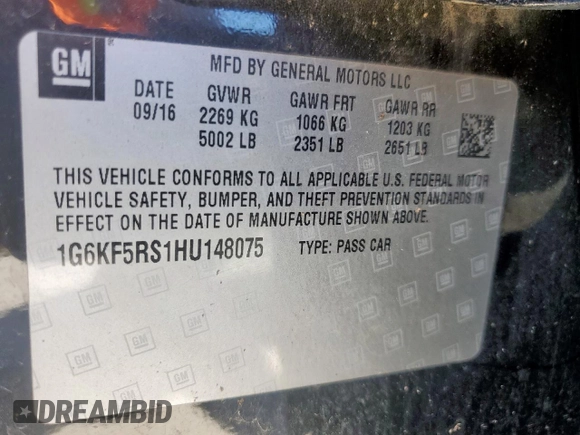 GM
MFD BY GENERAL MOTORS LLC
DATE GVWR GAWR FRT GAWR RR
09/16 2269 KG 1066 KG 1203 KG
5002 LB 2351 LB 2651 LB
THIS VEHICLE CONFORMS TO ALL APPLICABLE U.S. FEDERAL MOTOR
VEHICLE SAFETY, BUMPER, AND THEFT PREVENTION STANDARDS IN
EFFECT ON THE DATE OF MANUFACTURE SHOWN ABOVE.
1G6KF5RS1HU148075 TYPE: PASS CAR
DREAMBID